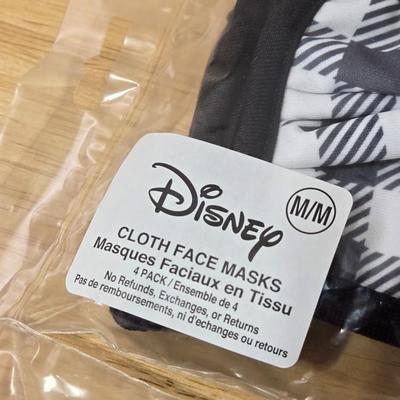 Disney
M/M
CLOTH FACE MASKS
Masques Faciaux en Tissu
4 PACK / Ensemble de 4
No Refunds, Exchanges, or Returns
Pas de remboursements, ni d'echanges ou retours